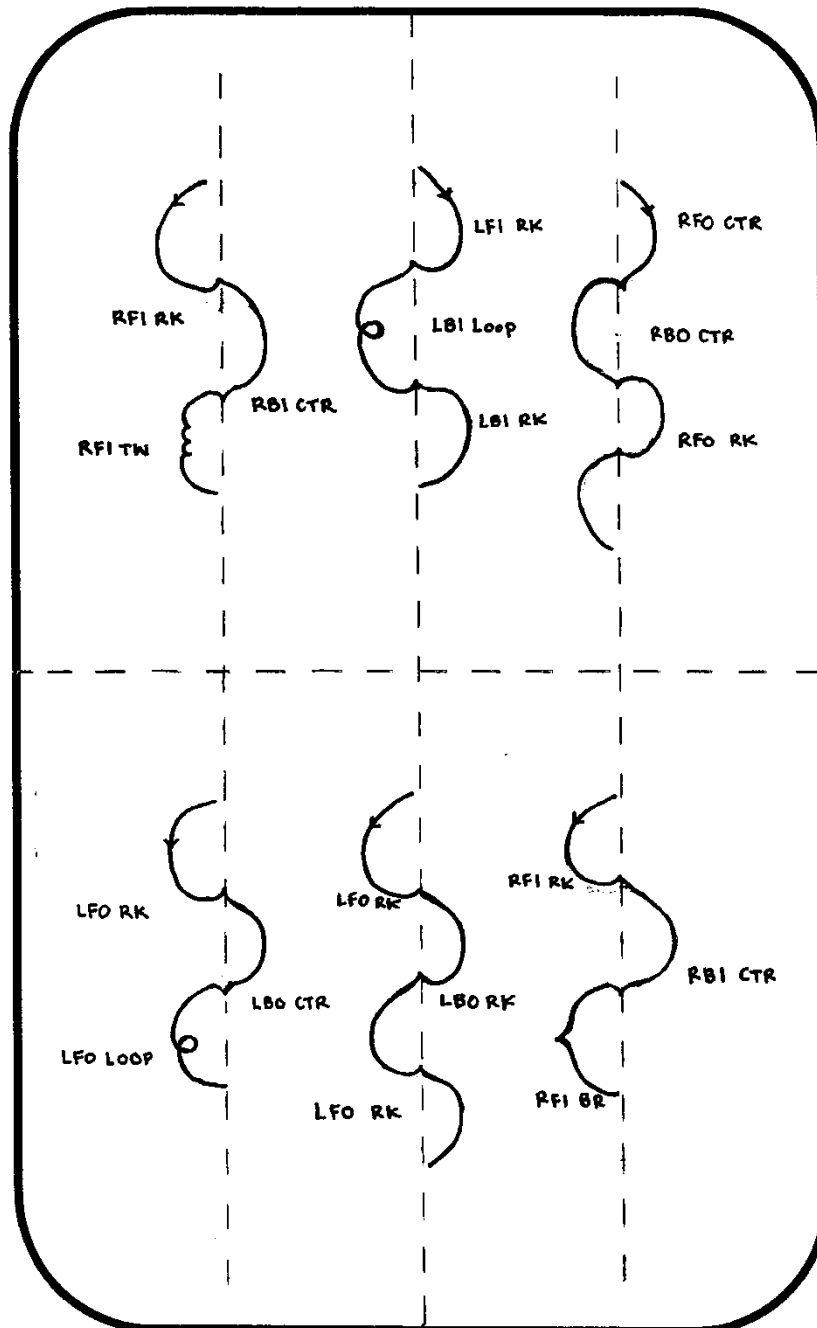 RFI RK
RBI CTR
RFI TW
LFI RK
LBI LOOP
LBI RK
RFO CTR
RBO CTR
RFO RK
LFO RK
LBO CTR
LFO LOOP
LFO RK
LBO RK
LFO RK
RFI RK
RBI CTR
RFI BR